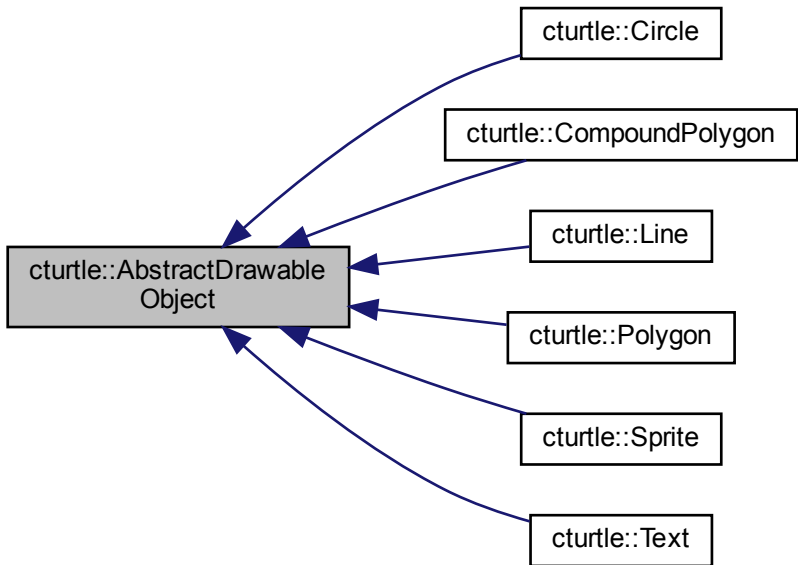 cturtle::Circle
cturtle::CompoundPolygon
cturtle::Line
cturtle::AbstractDrawable
Object
cturtle::Polygon
cturtle::Sprite
cturtle::Text